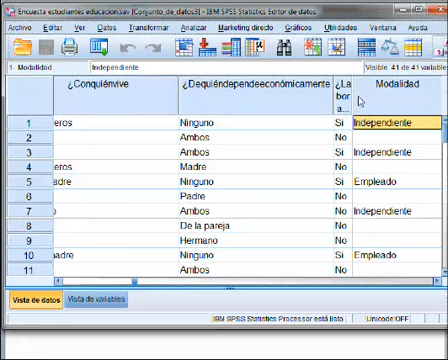 Encuesta estudiantes educacion.sav [Conjunto_de_datos3] - IBM SPSS Statistics Editor de datos
Archivo Editar Ver Datos Transformar Analizar Marketing directo Gráficos Utilidades Ventana Ayuda
1 : Modalidad Independiente Visible: 41 de 41 variables
¿Conquiénvive ¿Dequiéndependeeconómicamente ¿La Modalidad
bor
a...
1 eros Ninguno Si Independiente
2 Ambos No
3 Ambos Si Independiente
4 eros Madre No
5 adre Ninguno Si Empleado
6 Padre No
7 Ambos Si Independiente
8 De la pareja No
9 Hermano No
10 adre Ninguno Si Empleado
11 Ambos No
Vista de datos Vista de variables
IBM SPSS Statistics Processor está listo Unicode:OFF